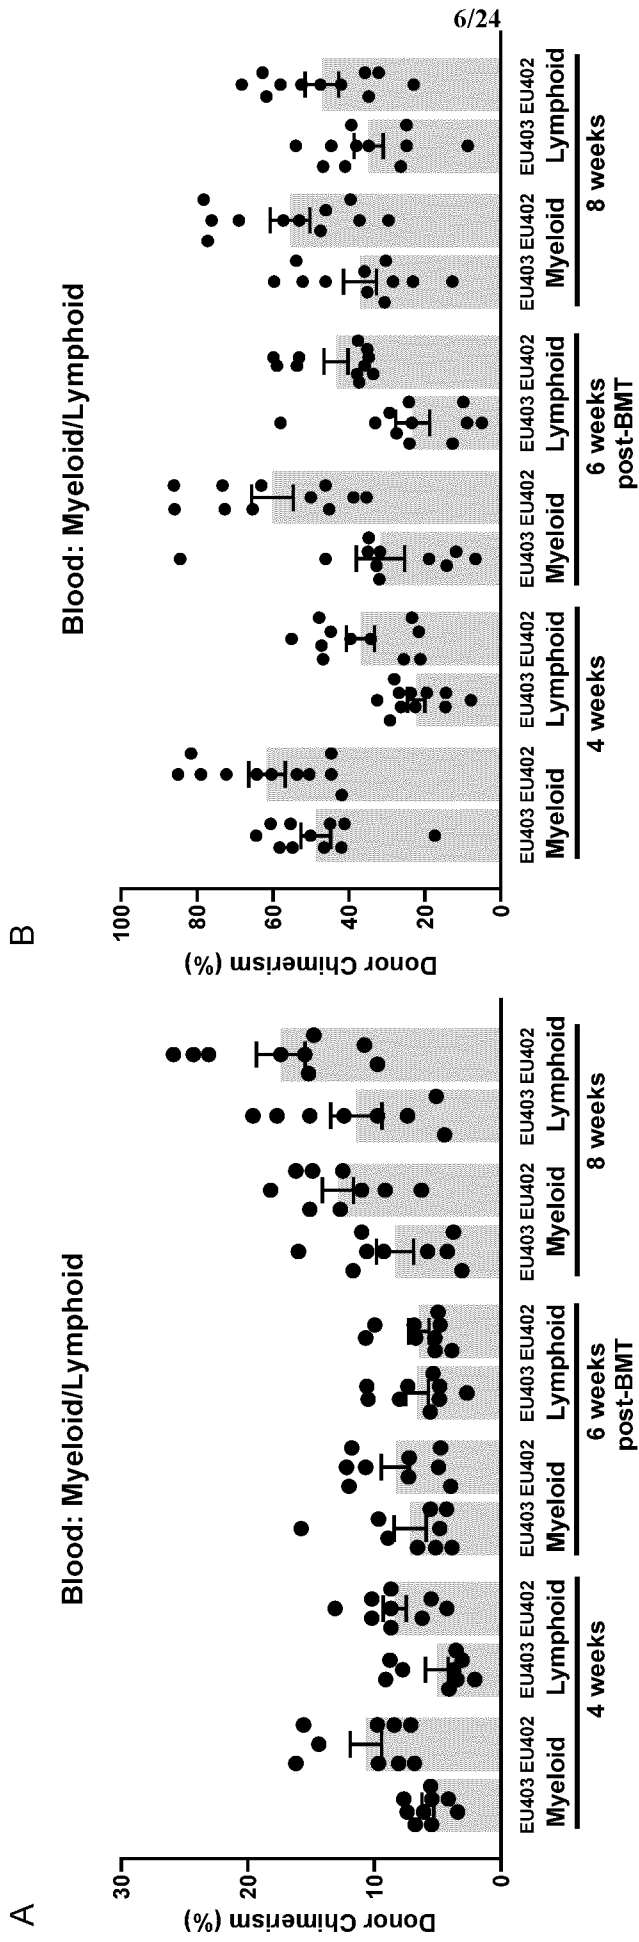 6/24
A
Blood: Myeloid/Lymphoid
Donor Chimerism (%)
30
20
10
0
EU403 EU402 EU403 EU402 EU403 EU402 EU403 EU402 EU403 EU402 EU403 EU402
Myeloid Lymphoid Myeloid Lymphoid Myeloid Lymphoid
4 weeks 6 weeks 8 weeks
post-BMT
B
Blood: Myeloid/Lymphoid
Donor Chimerism (%)
100
80
60
40
20
0
EU403 EU402 EU403 EU402 EU403 EU402 EU403 EU402 EU403 EU402 EU403 EU402
Myeloid Lymphoid Myeloid Lymphoid Myeloid Lymphoid
4 weeks 6 weeks 8 weeks
post-BMT